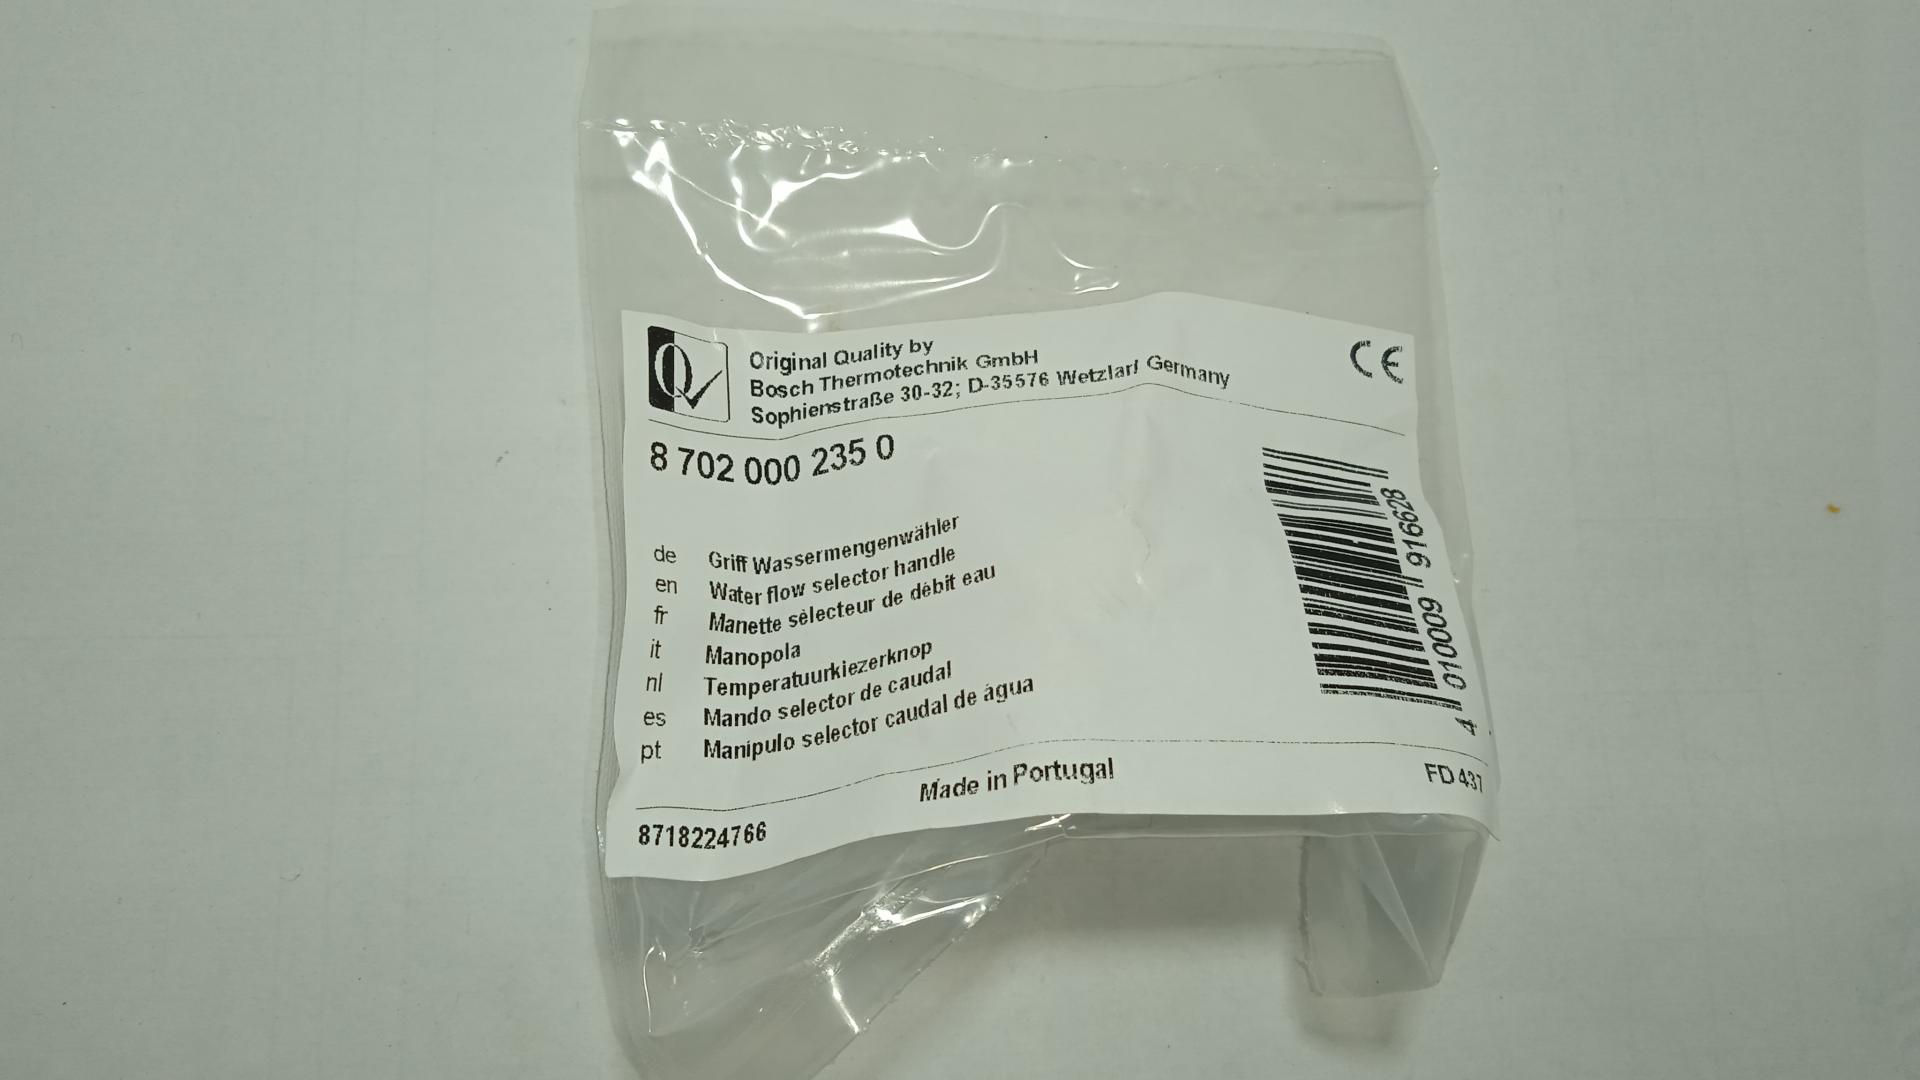 Q
Original Quality by
Bosch Thermotechnik GmbH
Sophienstraße 30-32; D-35576 Wetzlar/ Germany
CE
8 702 000 235 0
de Griff Wassermengenwähler
en Water flow selector handle
fr Manette sélecteur de débit eau
it Manopola
nl Temperatuurkiezerknop
es Mando selector de caudal
pt Manípulo selector caudal de água
4 010009 916628
Made in Portugal
FD 437
8718224766